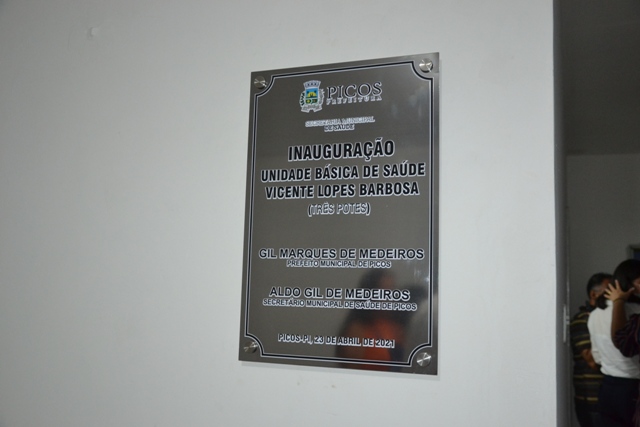 PICOS
PREFEITURA
SECRETARIA MUNICIPAL
DE SAÚDE
INAUGURAÇÃO
UNIDADE BÁSICA DE SAÚDE
VICENTE LOPES BARBOSA
(TRÊS POTES)
GIL MARQUES DE MEDEIROS
PREFEITO MUNICIPAL DE PICOS
ALDO GIL DE MEDEIROS
SECRETÁRIO MUNICIPAL DE SAÚDE DE PICOS
PICOS-PI, 23 DE ABRIL DE 2021